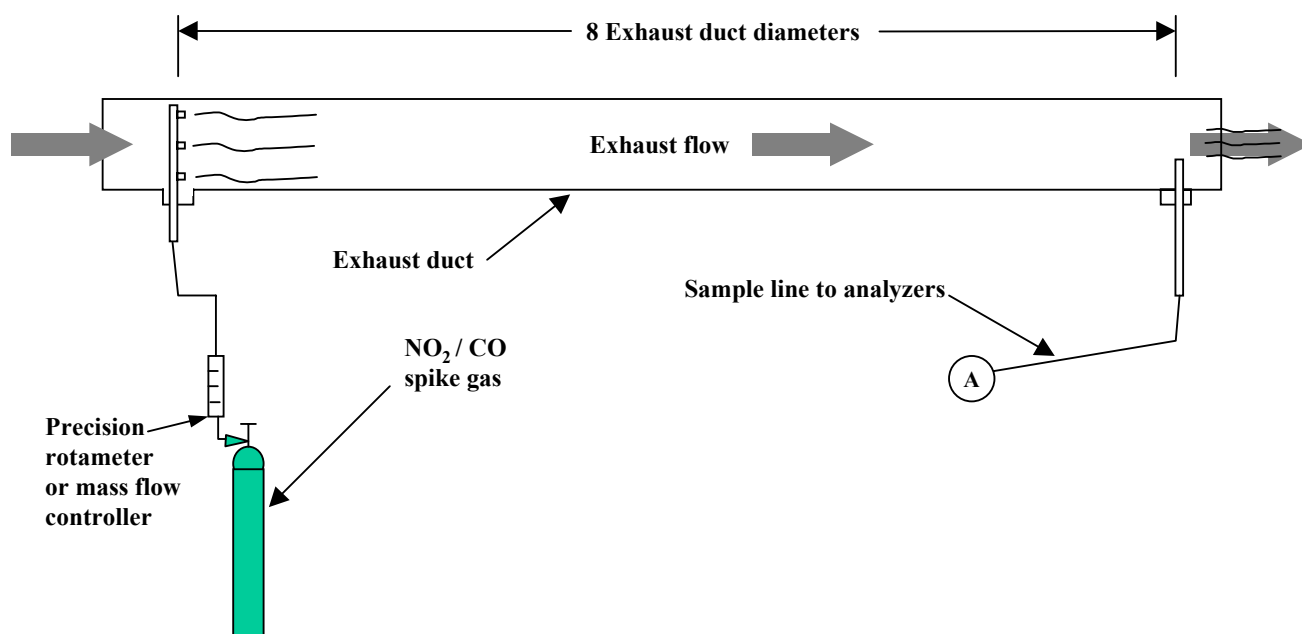 8 Exhaust duct diameters
Exhaust flow
Exhaust duct
Sample line to analyzers
NO₂ / CO
spike gas
A
Precision
rotameter
or mass flow
controller